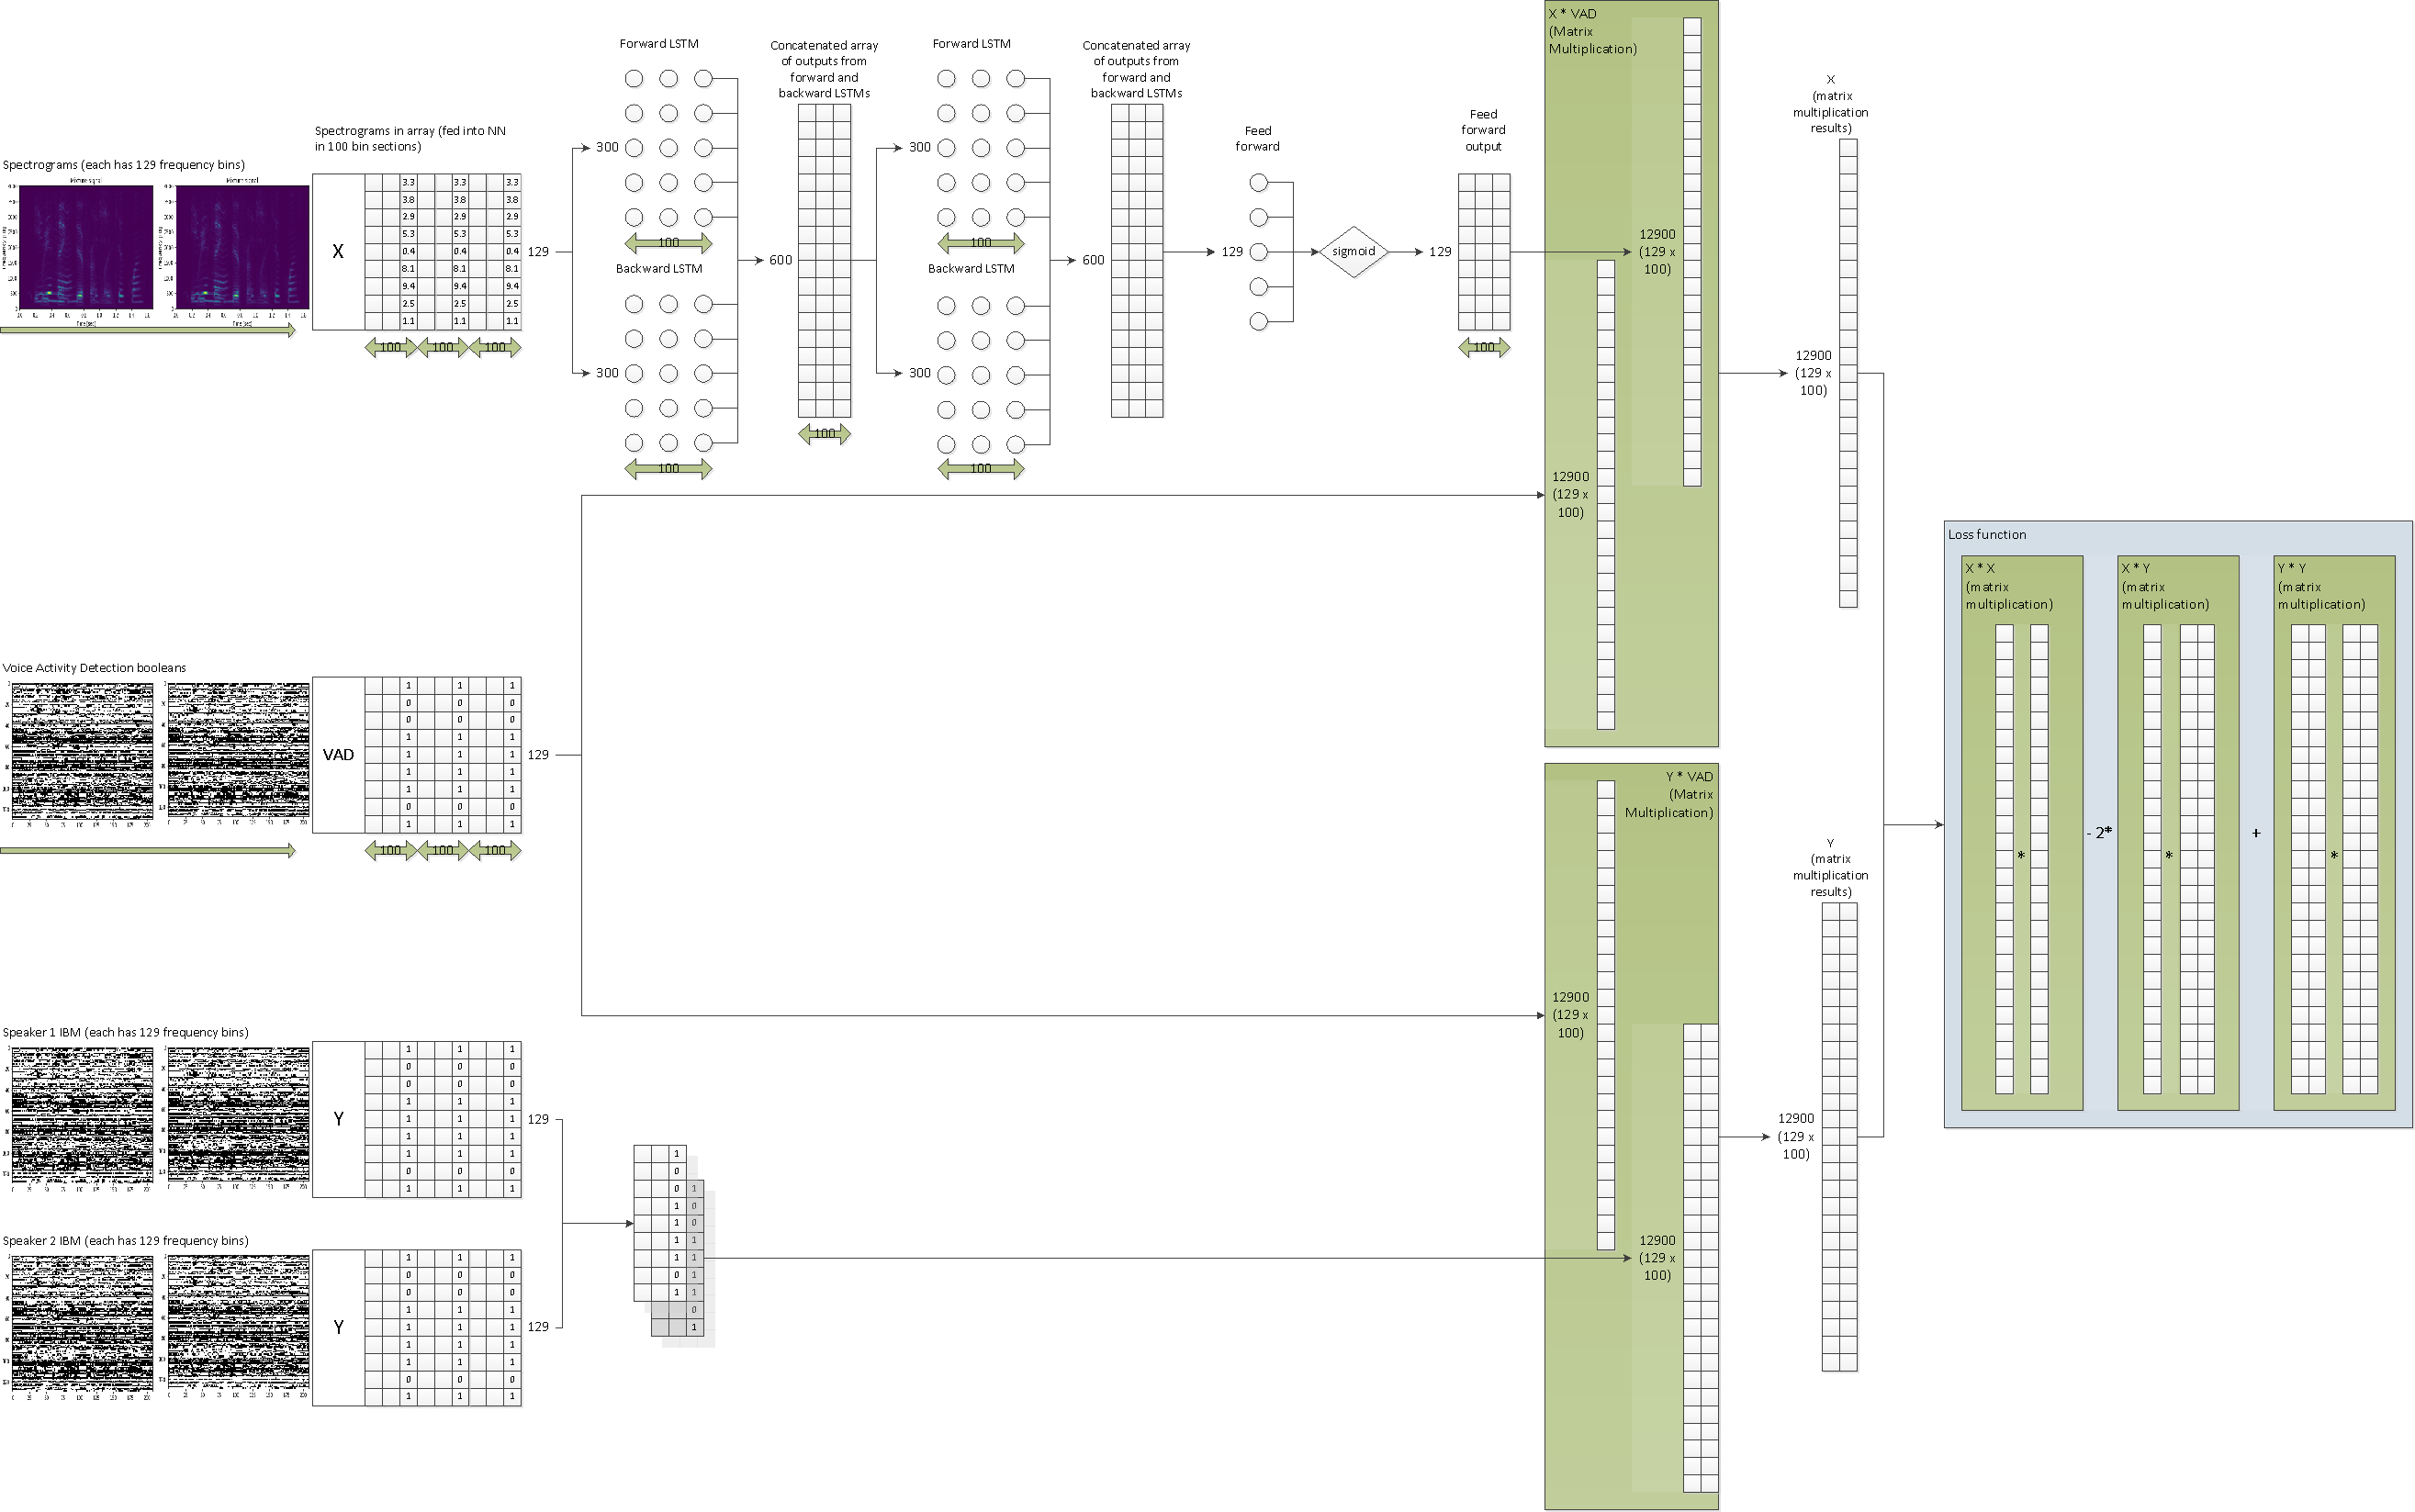 Spectrograms (each has 129 frequency bins)
Mixture signal
Mixture signal
Time [sec]
Time [sec]
Spectrograms in array (fed into NN
in 100 bin sections)
X
3.3 3.3 3.3
3.8 3.8 3.8
2.9 2.9 2.9
5.3 5.3 5.3
0.4 0.4 0.4
8.1 8.1 8.1
9.4 9.4 9.4
2.5 2.5 2.5
1.1 1.1 1.1
100 100 100
129
Forward LSTM
300
100
Backward LSTM
300
100
Concatenated array
of outputs from
forward and
backward LSTMs
600
100
Forward LSTM
300
100
Backward LSTM
300
100
Concatenated array
of outputs from
forward and
backward LSTMs
600
Feed
forward
129
sigmoid
Feed
forward
output
129
100
X * VAD
(Matrix
Multiplication)
12900
(129 x
100)
12900
(129 x
100)
X
(matrix
multiplication
results)
12900
(129 x
100)
Voice Activity Detection booleans
VAD
1 1 1
0 0 0
0 0 0
1 1 1
1 1 1
1 1 1
1 1 1
0 0 0
1 1 1
100 100 100
129
Y * VAD
(Matrix
Multiplication)
12900
(129 x
100)
12900
(129 x
100)
Y
(matrix
multiplication
results)
12900
(129 x
100)
Speaker 1 IBM (each has 129 frequency bins)
Y
1 1 1
0 0 0
0 0 0
1 1 1
1 1 1
1 1 1
1 1 1
0 0 0
1 1 1
129
Speaker 2 IBM (each has 129 frequency bins)
Y
1 1 1
0 0 0
0 0 0
1 1 1
1 1 1
1 1 1
1 1 1
0 0 0
1 1 1
129
1
0
0 1
1 0
1 0
1 1
1 1
0 1
1 1
0
1
Loss function
X * X
(matrix
multiplication)
*
- 2*
X * Y
(matrix
multiplication)
*
+
Y * Y
(matrix
multiplication)
*